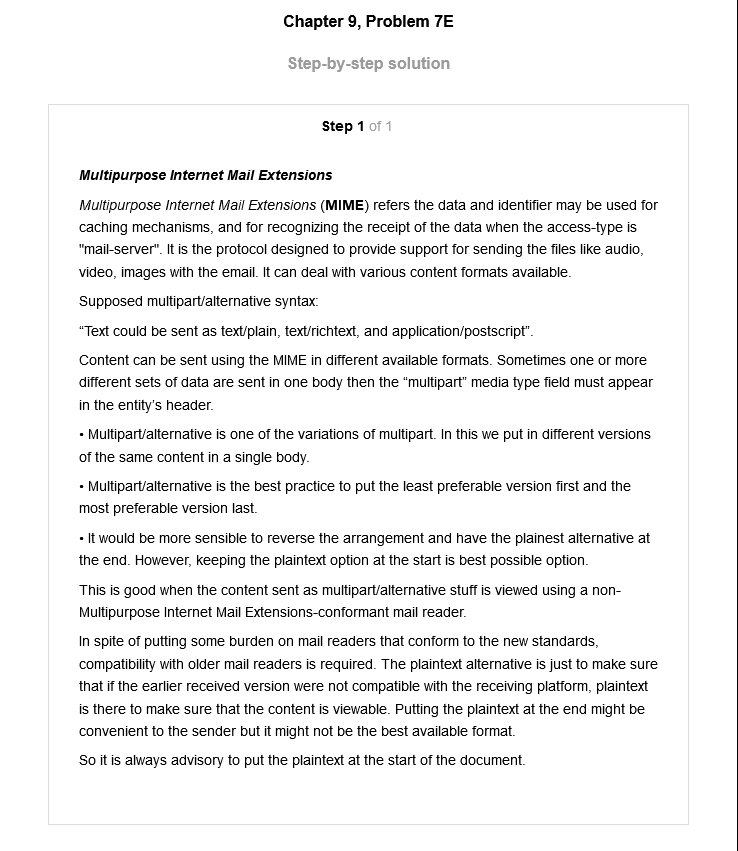 Chapter 9, Problem 7E
Step-by-step solution
Step 1 of 1
Multipurpose Internet Mail Extensions
Multipurpose Internet Mail Extensions (MIME) refers the data and identifier may be used for
caching mechanisms, and for recognizing the receipt of the data when the access-type is
"mail-server". It is the protocol designed to provide support for sending the files like audio,
video, images with the email. It can deal with various content formats available.
Supposed multipart/alternative syntax:
“Text could be sent as text/plain, text/richtext, and application/postscript”.
Content can be sent using the MIME in different available formats. Sometimes one or more
different sets of data are sent in one body then the “multipart” media type field must appear
in the entity’s header.
• Multipart/alternative is one of the variations of multipart. In this we put in different versions
of the same content in a single body.
• Multipart/alternative is the best practice to put the least preferable version first and the
most preferable version last.
• It would be more sensible to reverse the arrangement and have the plainest alternative at
the end. However, keeping the plaintext option at the start is best possible option.
This is good when the content sent as multipart/alternative stuff is viewed using a non-
Multipurpose Internet Mail Extensions-conformant mail reader.
In spite of putting some burden on mail readers that conform to the new standards,
compatibility with older mail readers is required. The plaintext alternative is just to make sure
that if the earlier received version were not compatible with the receiving platform, plaintext
is there to make sure that the content is viewable. Putting the plaintext at the end might be
convenient to the sender but it might not be the best available format.
So it is always advisory to put the plaintext at the start of the document.